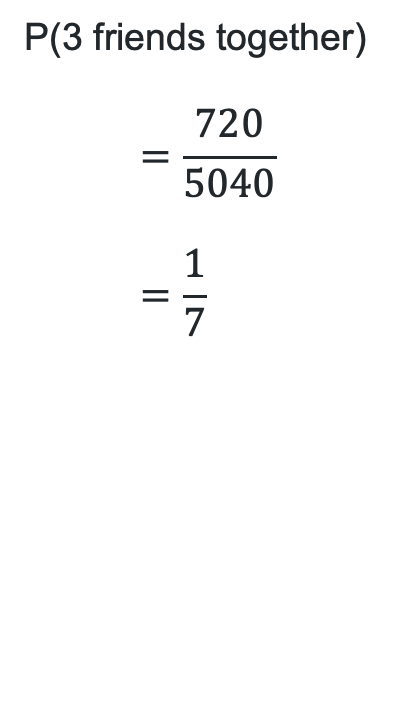 P(3 friends together)
= 720/5040
= 1/7